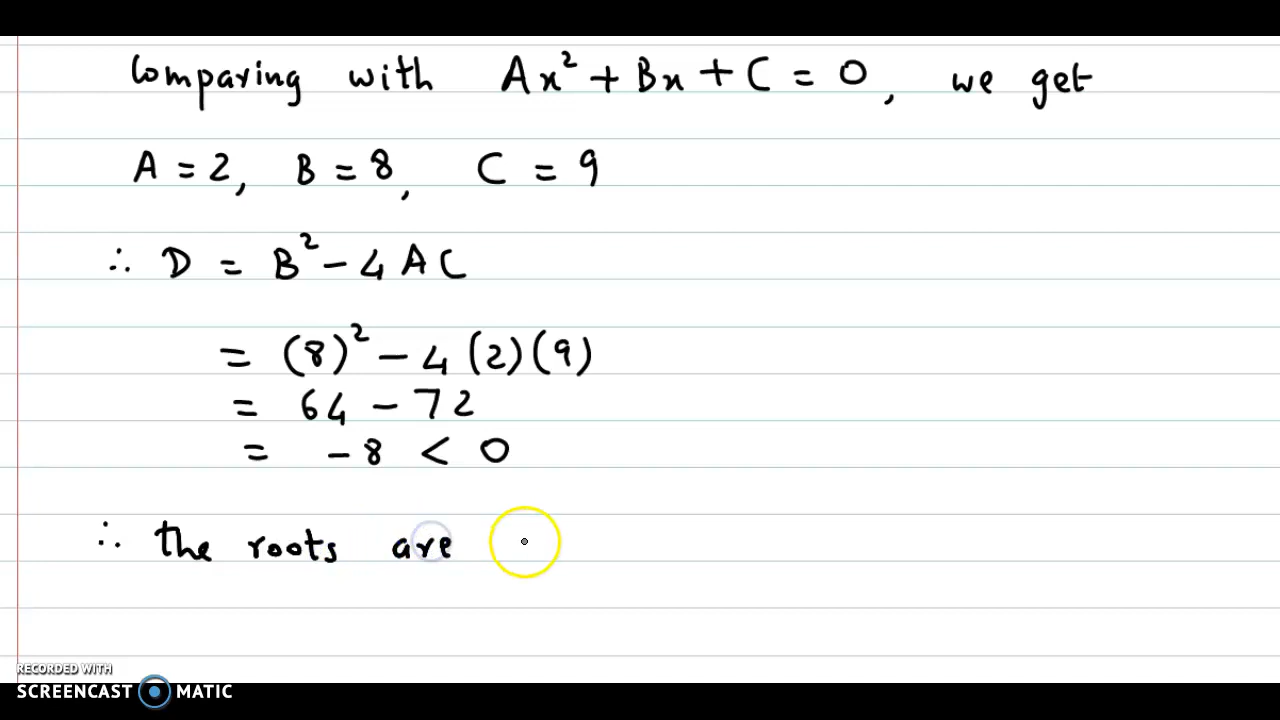 Comparing with Ax² + Bx + C = 0, we get
A = 2, B = 8, C = 9
∴ D = B² - 4AC
= (8)² - 4(2)(9)
= 64 - 72
= -8 < 0
∴ the roots are
RECORDED WITH
SCREENCAST MATIC